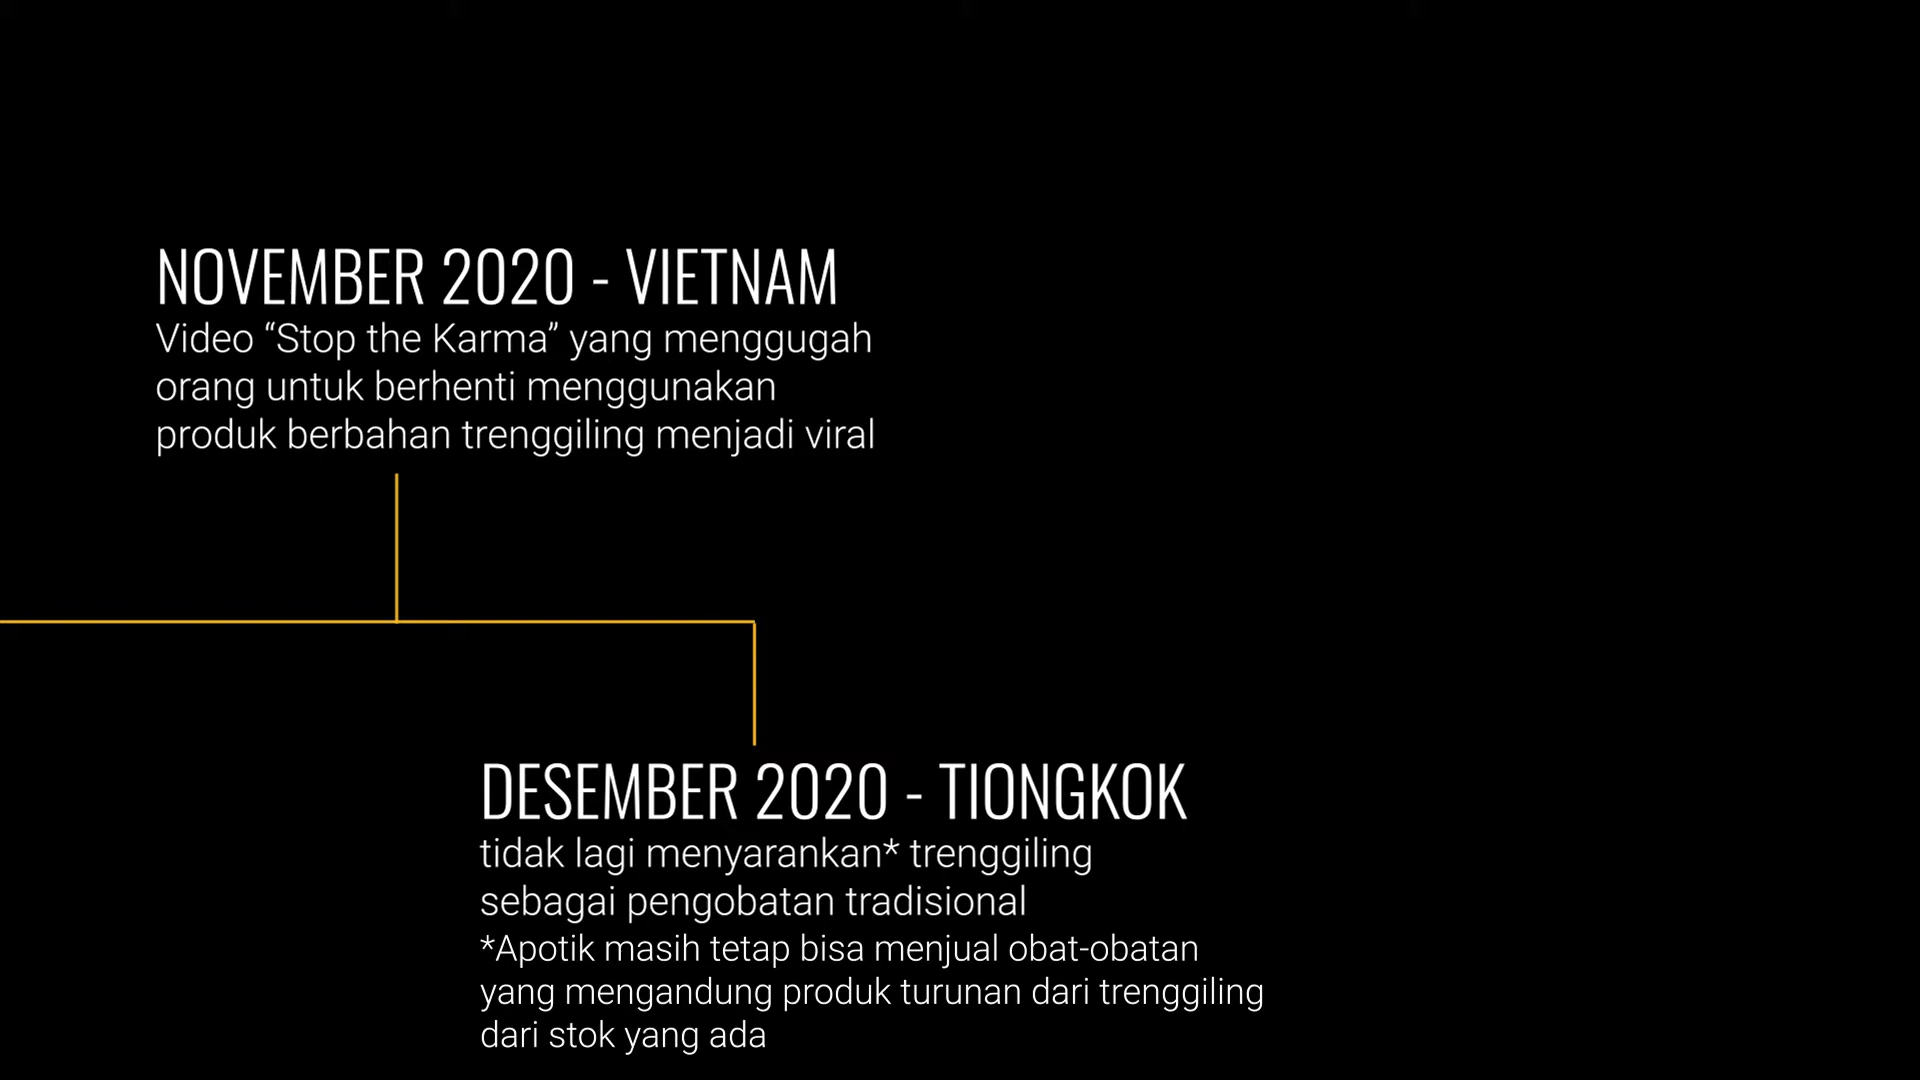 NOVEMBER 2020 - VIETNAM
Video “Stop the Karma” yang menggugah
orang untuk berhenti menggunakan
produk berbahan trenggiling menjadi viral
DESEMBER 2020 - TIONGKOK
tidak lagi menyarankan* trenggiling
sebagai pengobatan tradisional
*Apotik masih tetap bisa menjual obat-obatan
yang mengandung produk turunan dari trenggiling
dari stok yang ada